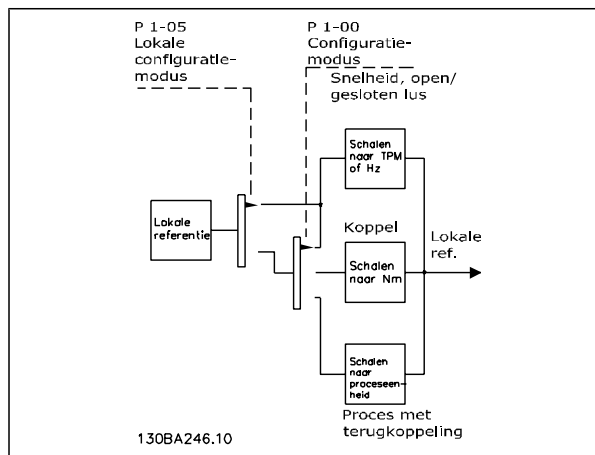 P 1-05
Lokale
configuratie-
modus
P 1-00
Configuratie-
modus
Snelheid, open/
gesloten lus
Schalen
naar TPM
of Hz
Lokale
referentie
Koppel
Schalen
naar Nm
Lokale
ref.
Schalen
naar
proceseen-
heid
Proces met
terugkoppeling
130BA246.10